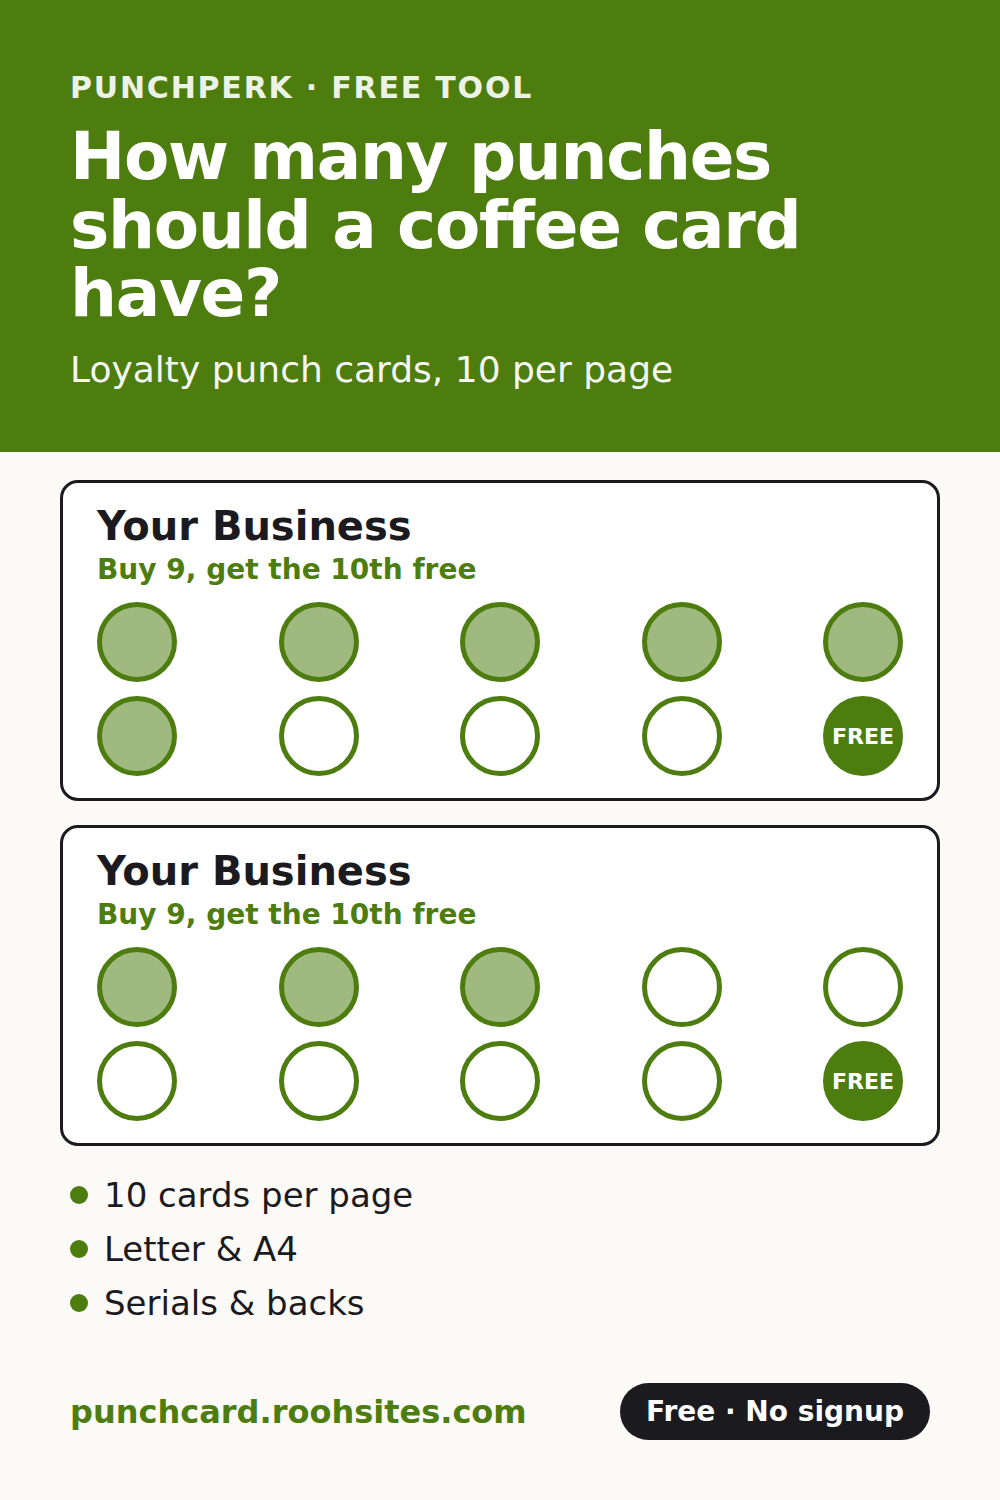 PUNCHPERK · FREE TOOL
How many punches
should a coffee card
have?
Loyalty punch cards, 10 per page
Your Business
Buy 9, get the 10th free
FREE
Your Business
Buy 9, get the 10th free
FREE
10 cards per page
Letter & A4
Serials & backs
punchcard.roohsites.com
Free · No signup